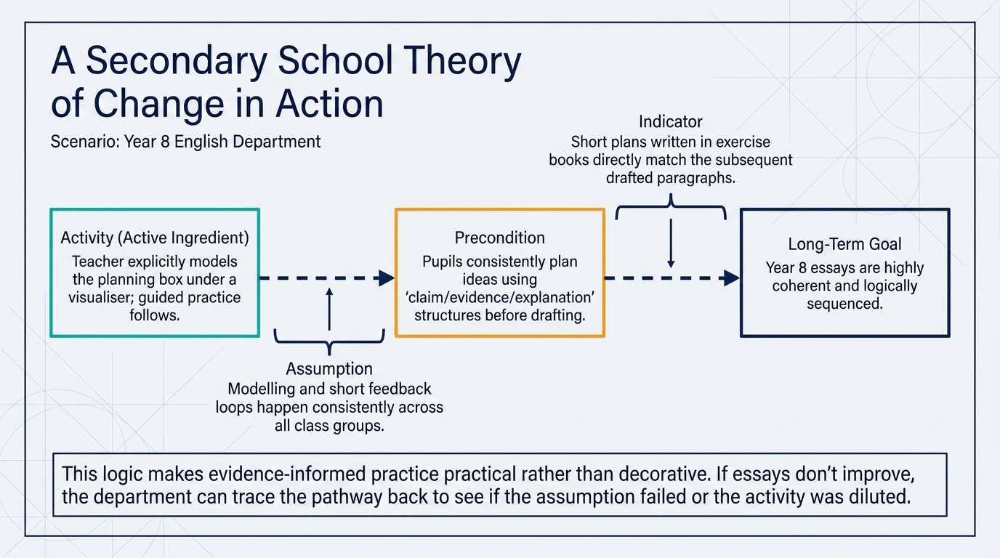 A Secondary School Theory
of Change in Action
Scenario: Year 8 English Department
Indicator
Short plans written in exercise
books directly match the subsequent
drafted paragraphs.
Activity (Active Ingredient)
Teacher explicitly models
the planning box under a
visualiser; guided practice
follows.
Precondition
Pupils consistently plan
ideas using
‘claim/evidence/explanation’
structures before drafting.
Long-Term Goal
Year 8 essays are highly
coherent and logically
sequenced.
Assumption
Modelling and short feedback
loops happen consistently across
all class groups.
This logic makes evidence-informed practice practical rather than decorative. If essays don’t improve,
the department can trace the pathway back to see if the assumption failed or the activity was diluted.